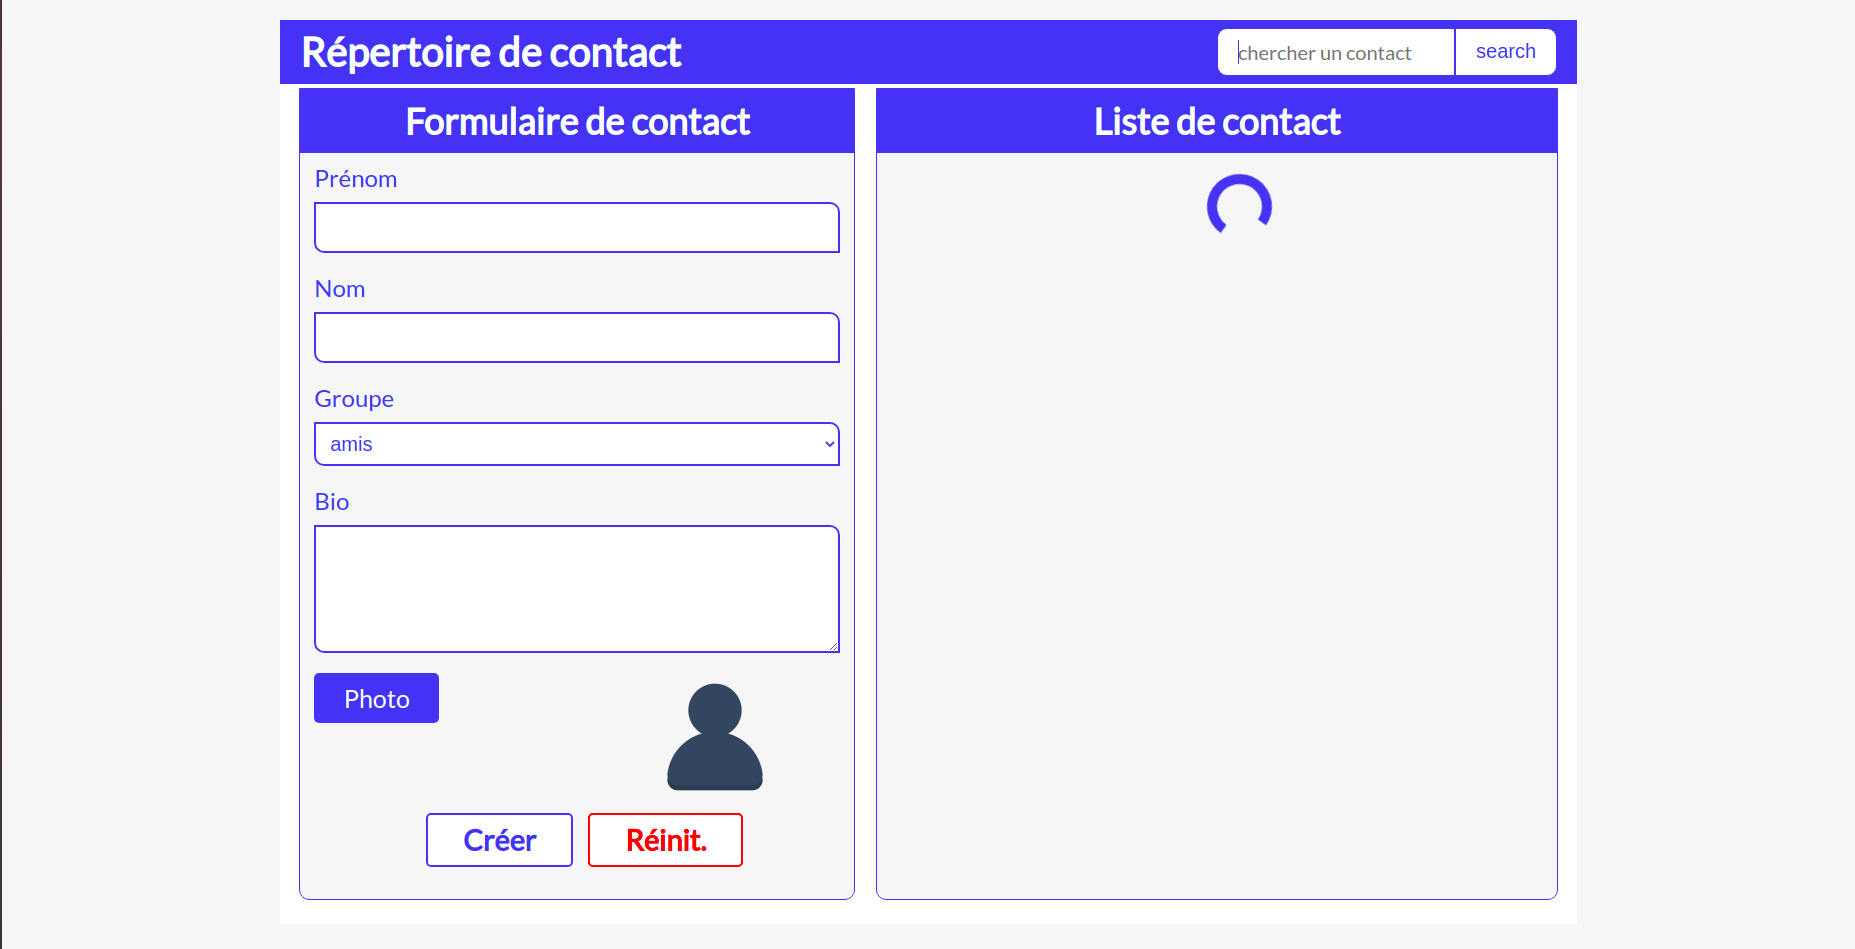 Répertoire de contact
chercher un contact
search
Formulaire de contact
Prénom
Nom
Groupe
amis
Bio
Photo
Créer
Réinit.
Liste de contact